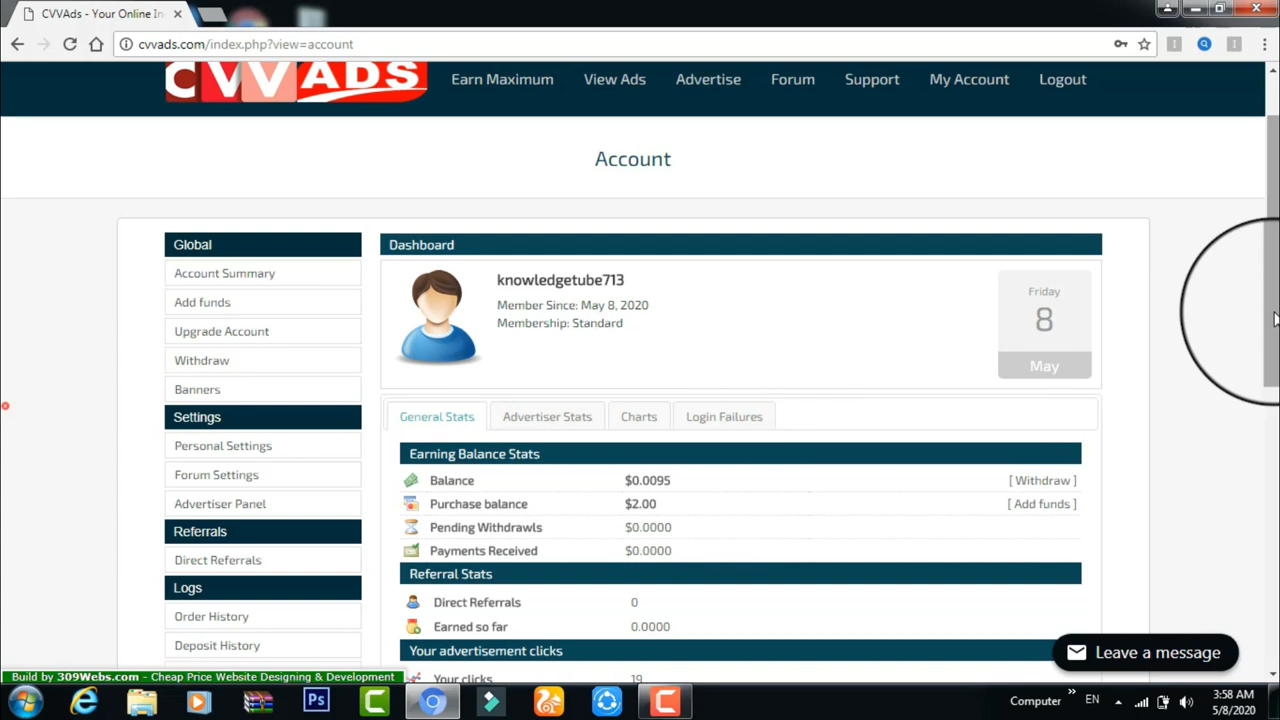 CVVAds - Your Online In
cvvads.com/index.php?view=account
CVV ADS
Earn Maximum View Ads Advertise Forum Support My Account Logout
Account
Global
Account Summary
Add funds
Upgrade Account
Withdraw
Banners
Settings
Personal Settings
Forum Settings
Advertiser Panel
Referrals
Direct Referrals
Logs
Order History
Deposit History
Dashboard
knowledgetube713
Member Since: May 8, 2020
Membership: Standard
Friday
8
May
General Stats Advertiser Stats Charts Login Failures
Earning Balance Stats
Balance $0.0095 [ Withdraw ]
Purchase balance $2.00 [ Add funds ]
Pending Withdrawls $0.0000
Payments Received $0.0000
Referral Stats
Direct Referrals 0
Earned so far 0.0000
Your advertisement clicks
Your clicks 19
Leave a message
Build by 309Webs.com - Cheap Price Website Designing & Development
Ps
Computer » EN
3:58 AM
5/8/2020